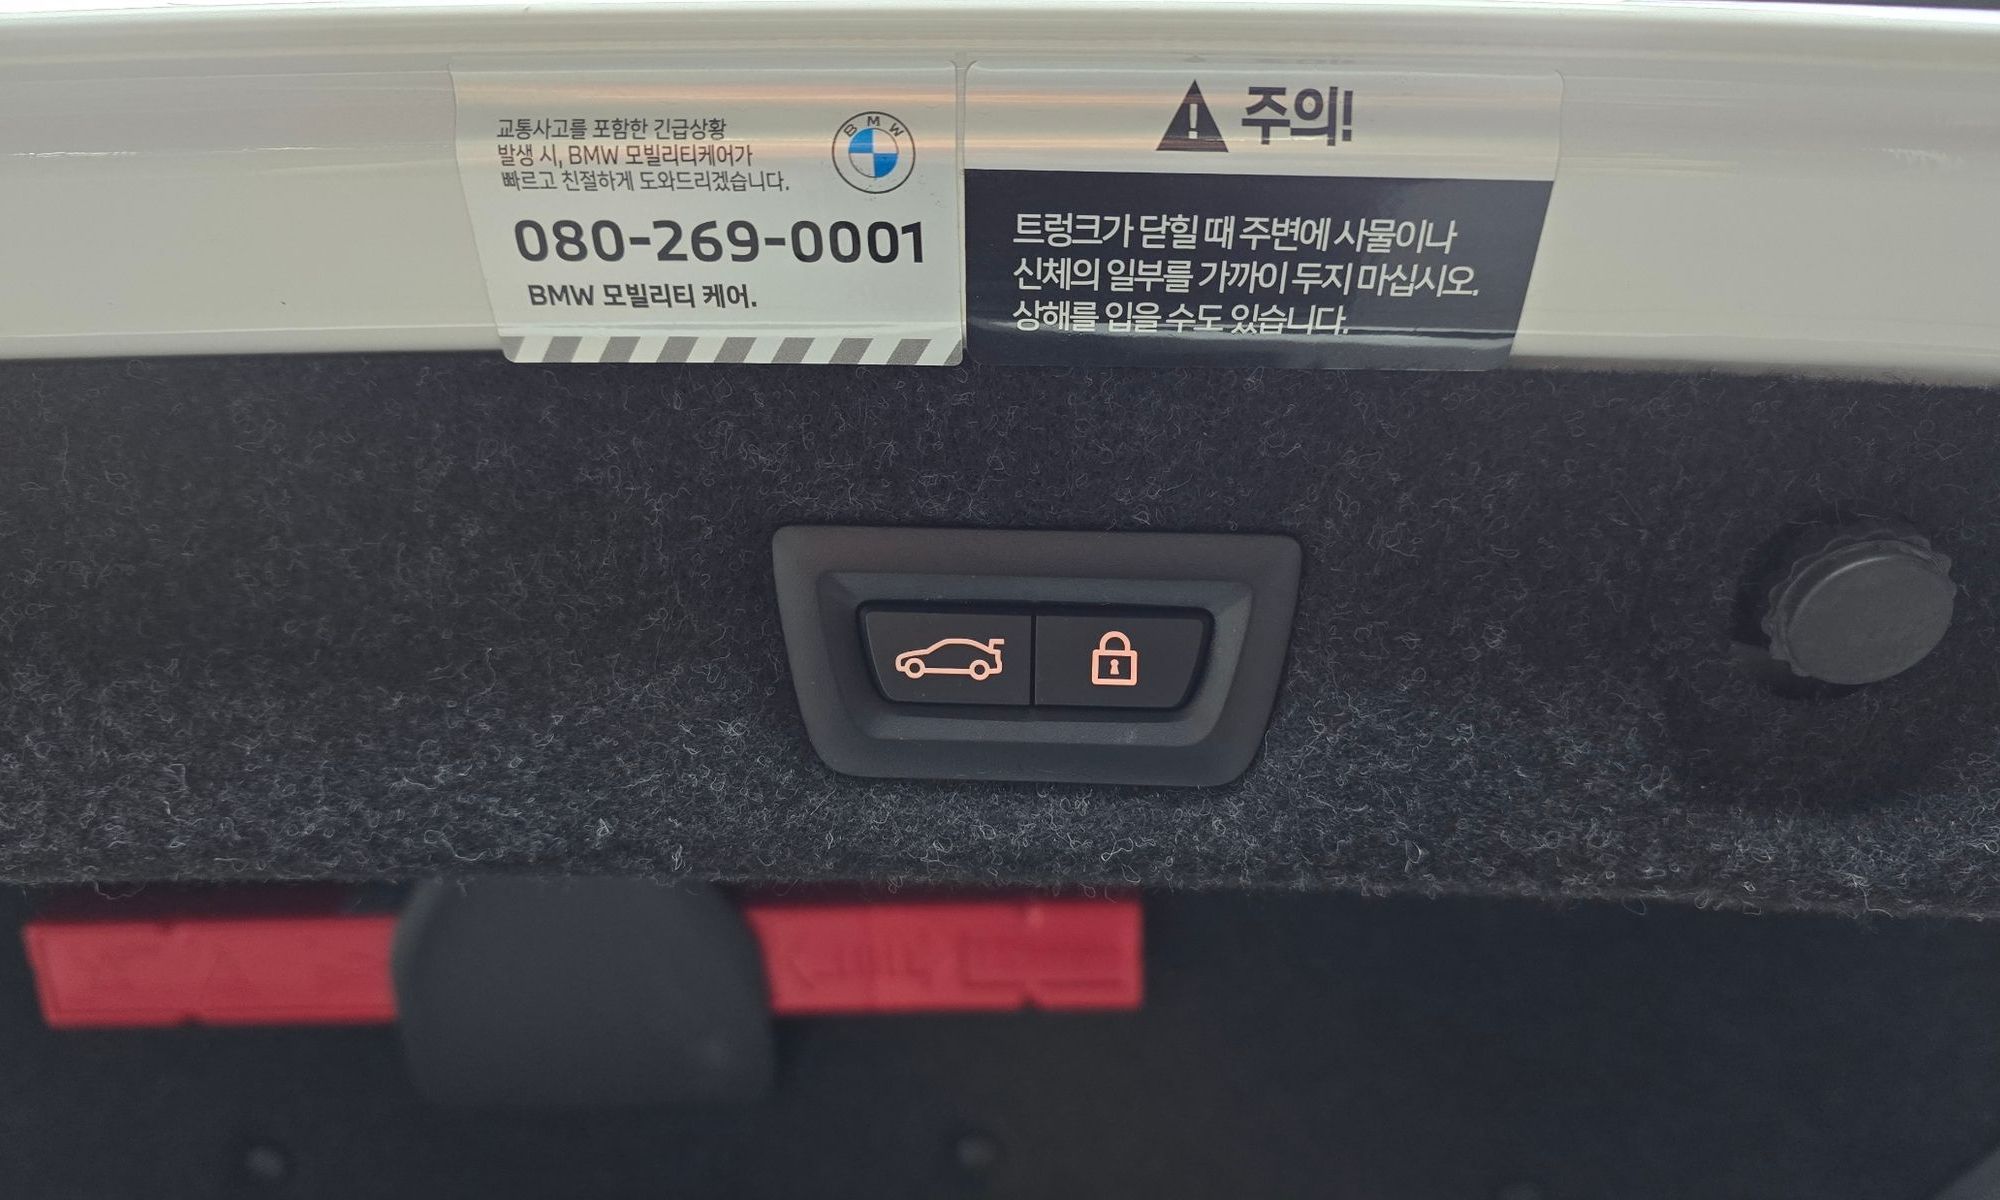 교통사고를 포함한 긴급상황
발생 시, BMW 모빌리티케어가
빠르고 친절하게 도와드리겠습니다.
BMW
080-269-0001
BMW 모빌리티 케어.
주의!
트렁크가 닫힐 때 주변에 사물이나
신체의 일부를 가까이 두지 마십시오.
상해를 입을 수도 있습니다.